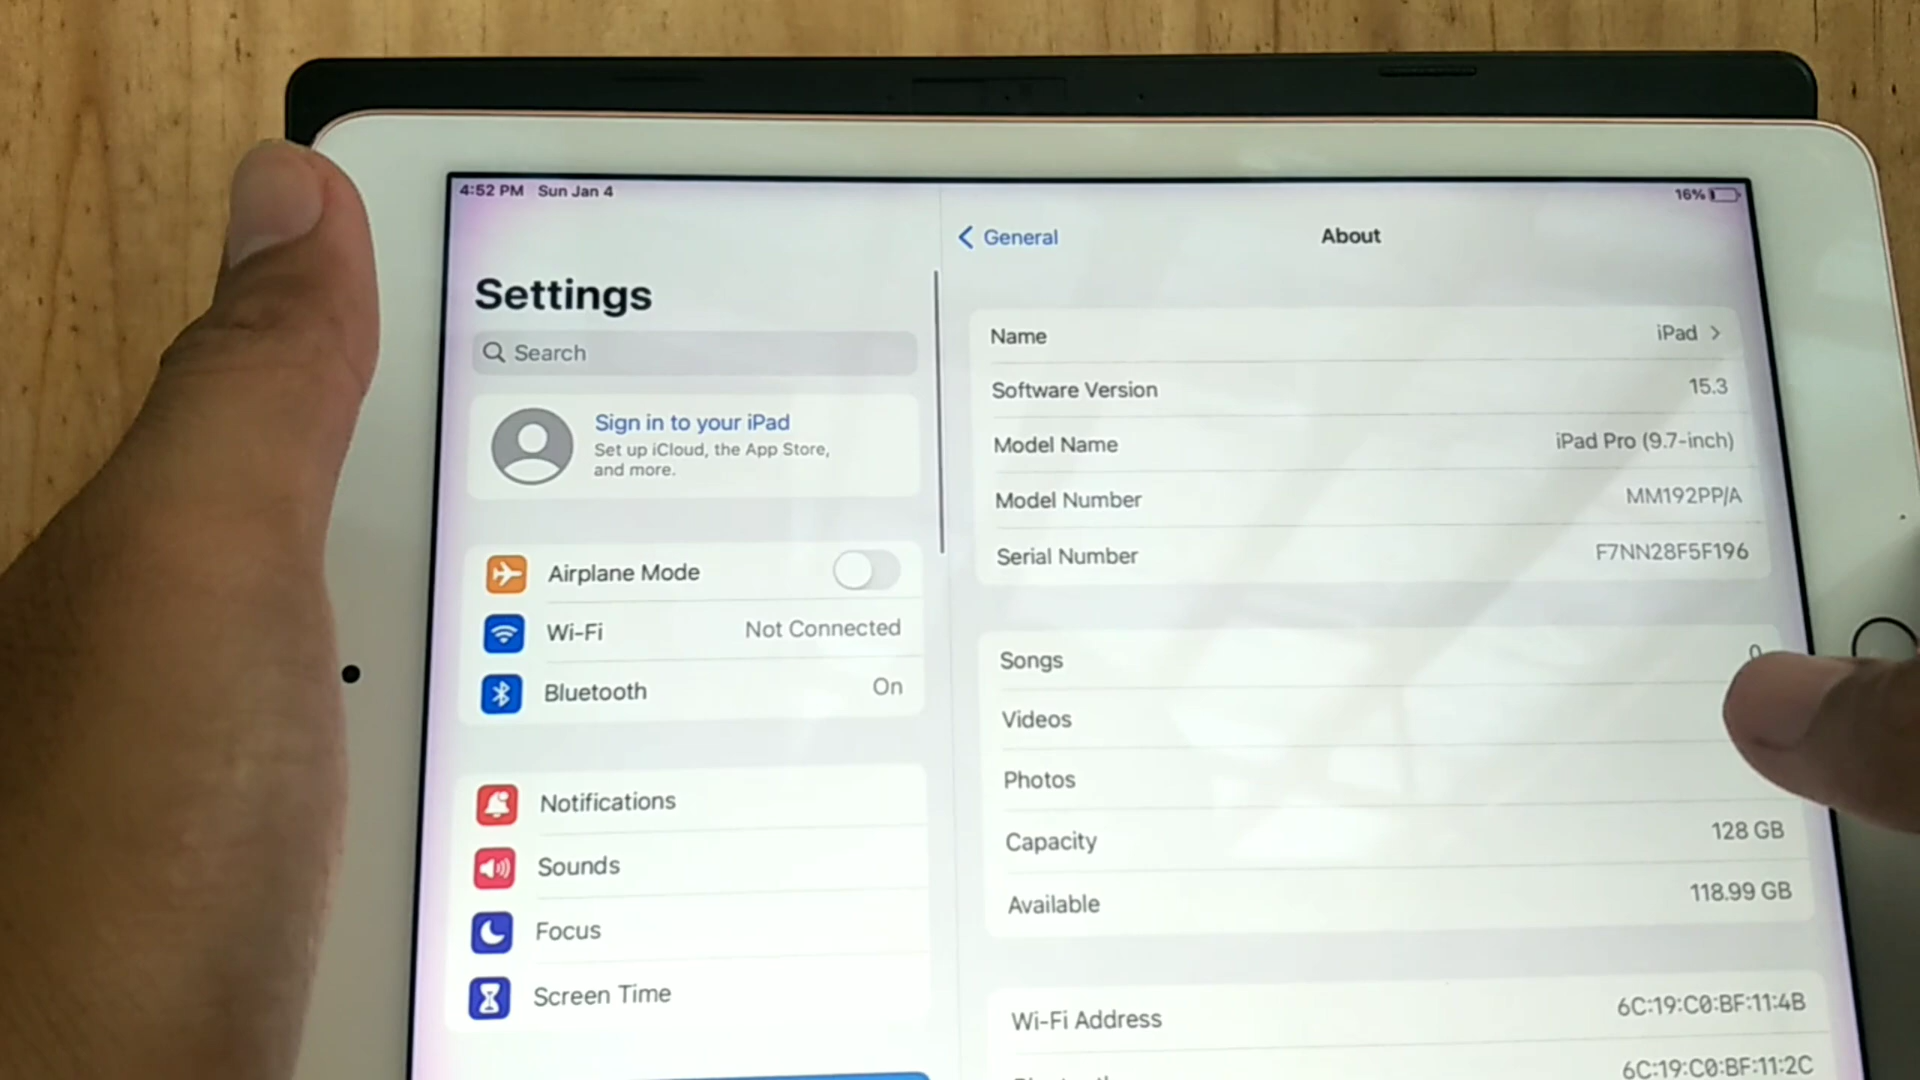 4:52 PM Sun Jan 4
16%
Settings
Search
Sign in to your iPad
Set up iCloud, the App Store,
and more.
Airplane Mode
Wi-Fi Not Connected
Bluetooth On
Notifications
Sounds
Focus
Screen Time
General
About
Name iPad
Software Version 15.3
Model Name iPad Pro (9.7-inch)
Model Number MM192PP/A
Serial Number F7NN28F5F196
Songs 0
Videos
Photos
Capacity 128 GB
Available 118.99 GB
Wi-Fi Address 6C:19:C0:BF:11:4B
6C:19:C0:BF:11:2C